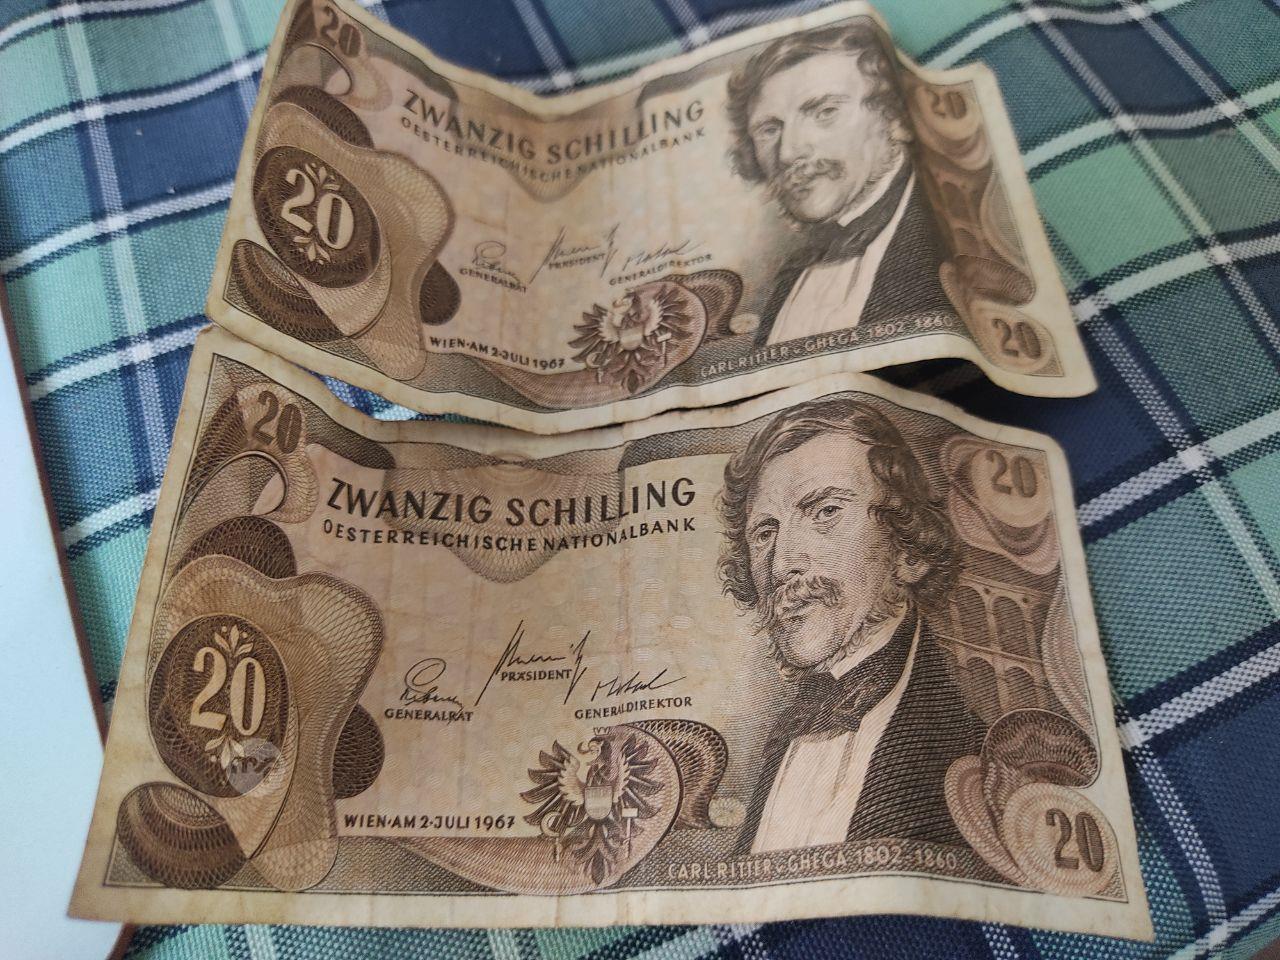 20
20
ZWANZIG SCHILLING
OESTERREICHISCHE NATIONALBANK
20
GENERALRAT
PRÄSIDENT
GENERALDIREKTOR
WIEN·AM 2·JULI 1967
CARL·RITTER v·GHEGA 1802-1860
20
20
ZWANZIG SCHILLING
OESTERREICHISCHE NATIONALBANK
20
20
GENERALRAT
PRÄSIDENT
GENERALDIREKTOR
WIEN·AM 2·JULI 1967
CARL·RITTER v·GHEGA 1802-1860
20